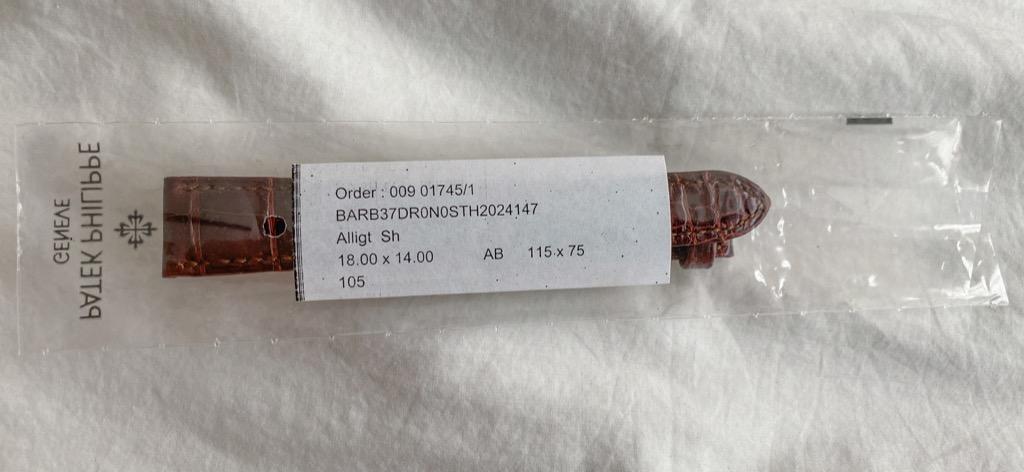 PATEK PHILIPPE
GENEVE
Order : 009 01745/1
BARB37DR0N0STH2024147
Alligt Sh
18.00 x 14.00 AB 115 x 75
105